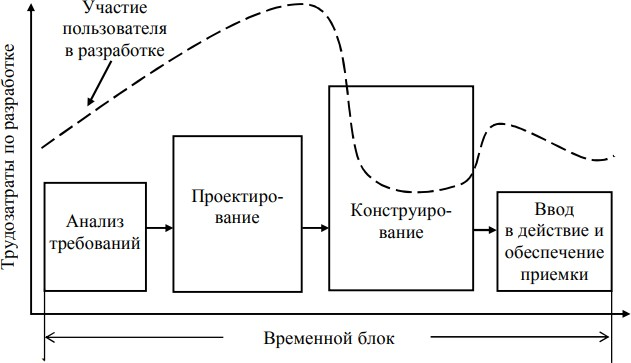 Участие
пользователя
в разработке
Трудозатраты по разработке
Анализ
требований
Проектиро-
вание
Конструиро-
вание
Ввод
в действие и
обеспечение
приемки
Временной блок